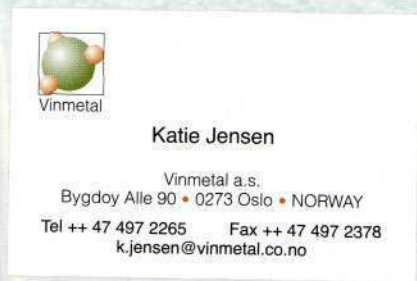 Vinmetal
Katie Jensen
Vinmetal a.s.
Bygdoy Alle 90 • 0273 Oslo • NORWAY
Tel ++ 47 497 2265 Fax ++ 47 497 2378
k.jensen@vinmetal.co.no